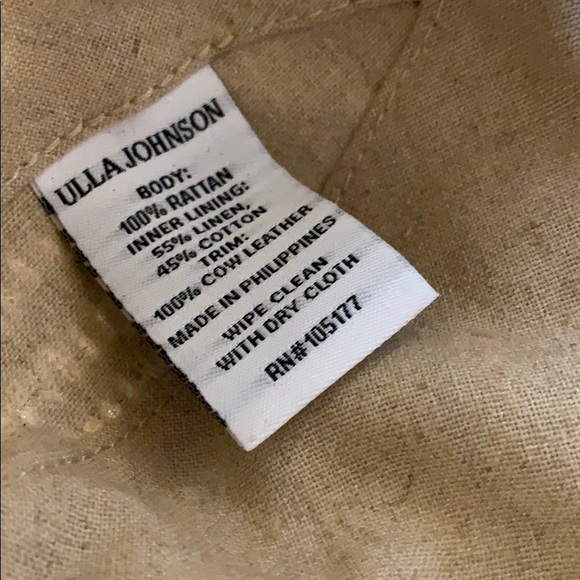 ULLA JOHNSON
BODY:
100% RATTAN
INNER LINING:
55% LINEN,
45% COTTON
TRIM:
100% COW LEATHER
MADE IN PHILIPPINES
WIPE CLEAN
WITH DRY CLOTH
RN#105177